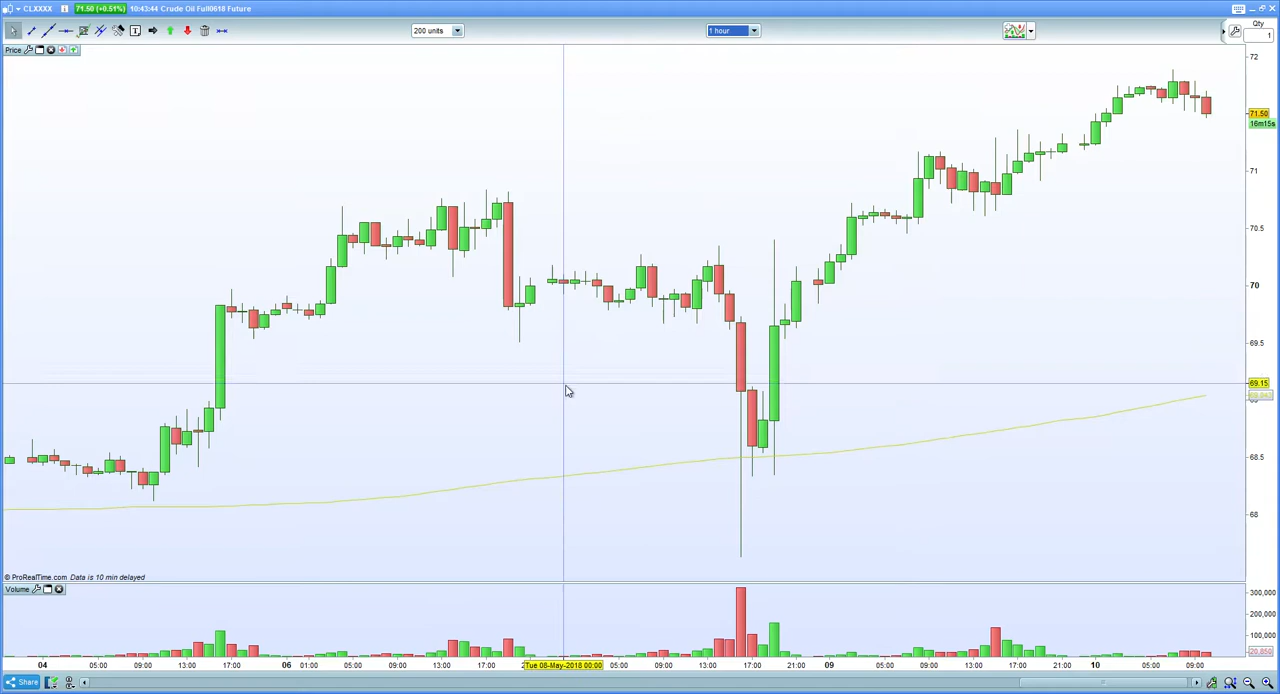 CLXXXX 71.50 (+0.51%) 10:43:44 Crude Oil Full0618 Future
200 units 1 hour Qty
1
Price
72
71.50
16m15s
71
70.5
70
69.5
69.15
69
68.5
68
© ProRealTime.com Data is 10 min delayed
Volume
300,000
200,000
100,000
20,850
04 05:00 09:00 13:00 17:00 06 01:00 05:00 09:00 13:00 17:00 Tue 08-May-2018 00:00 05:00 09:00 13:00 17:00 21:00 09 05:00 09:00 13:00 17:00 21:00 10 05:00 09:00
Share